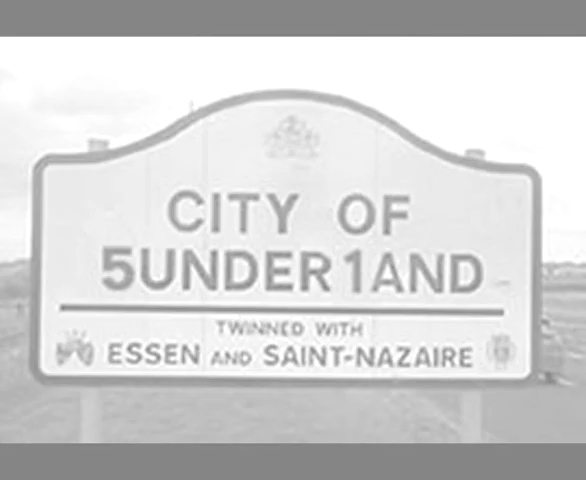 CITY OF
5UNDER1AND
TWINNED WITH
ESSEN AND SAINT-NAZAIRE